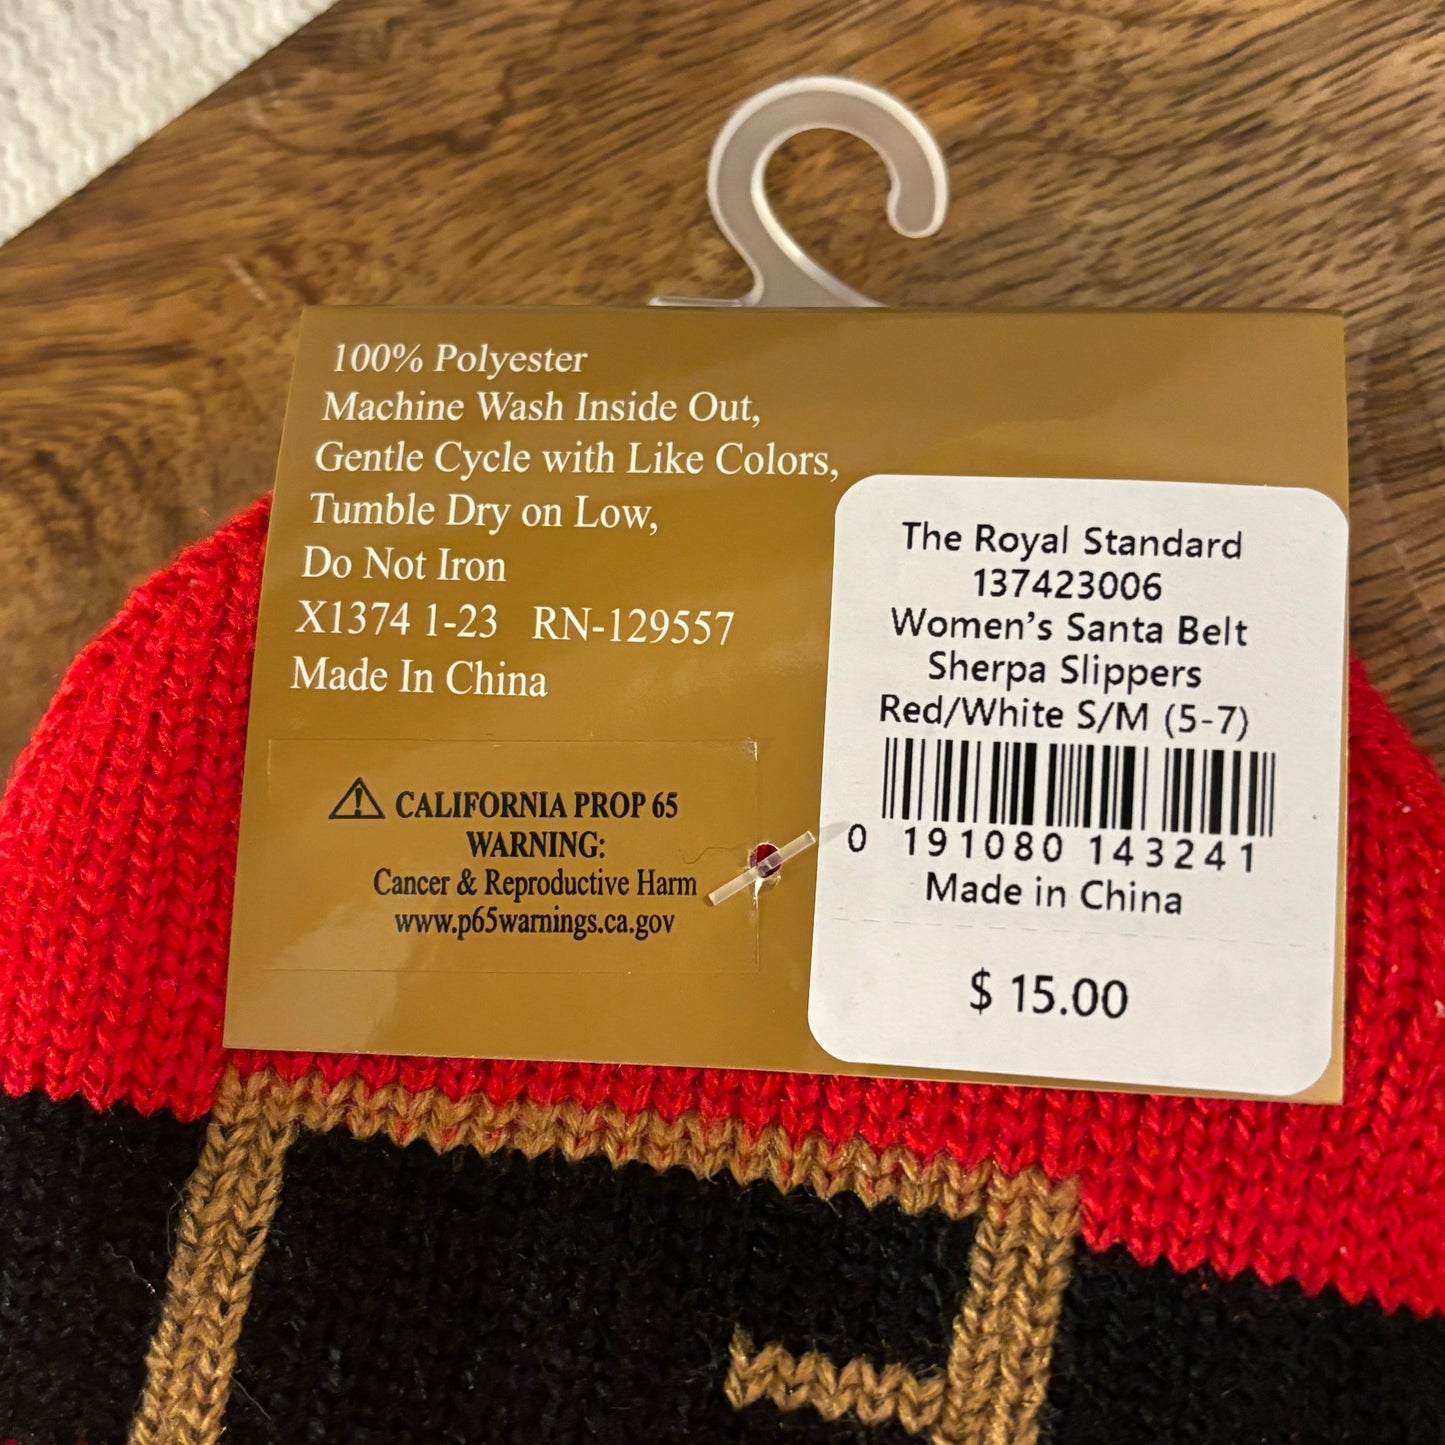 100% Polyester
Machine Wash Inside Out,
Gentle Cycle with Like Colors,
Tumble Dry on Low,
Do Not Iron
X1374 1-23 RN-129557
Made In China
⚠ CALIFORNIA PROP 65
WARNING:
Cancer & Reproductive Harm
www.p65warnings.ca.gov
The Royal Standard
137423006
Women’s Santa Belt
Sherpa Slippers
Red/White S/M (5-7)
0 191080 143241
Made in China
$ 15.00